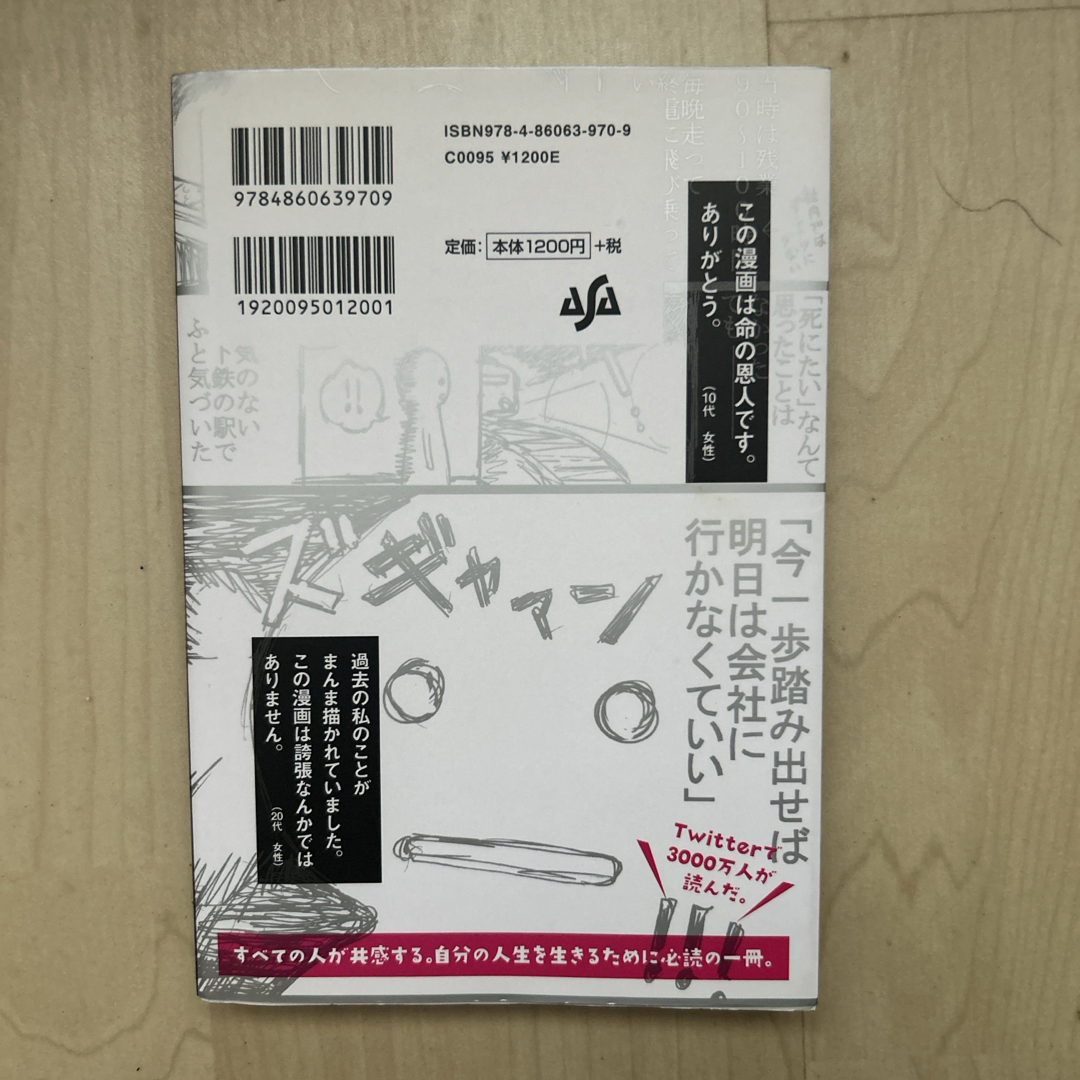 ISBN978-4-86063-970-9
C0095 ¥1200E
9784860639709
定価：本体1200円+税
1920095012001
ASA
当時は残業
90〜100
毎晩走って
この漫画は命の恩人です。
ありがとう。
（10代　女性）
「死にたい」なんて
思ったことは
気のない
ト鉄の駅で
ふと気づいた
ズギャァーン
「今一歩踏み出せば
明日は会社に
行かなくていい」
!!!
過去の私のことが
まんま描かれていました。
この漫画は誇張なんかでは
ありません。
（20代　女性）
Twitterで
3000万人が
読んだ。
すべての人が共感する。自分の人生を生きるために必読の一冊。